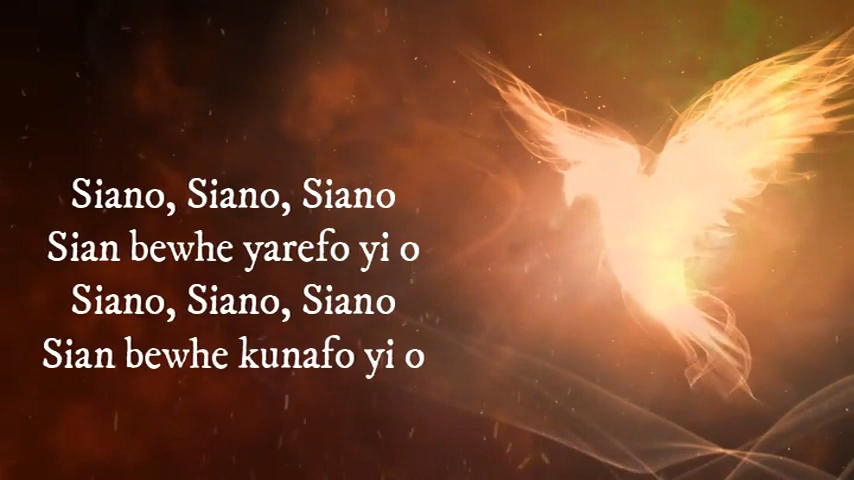 Siano, Siano, Siano
Sian bewhe yarefo yi o
Siano, Siano, Siano
Sian bewhe kunafo yi o